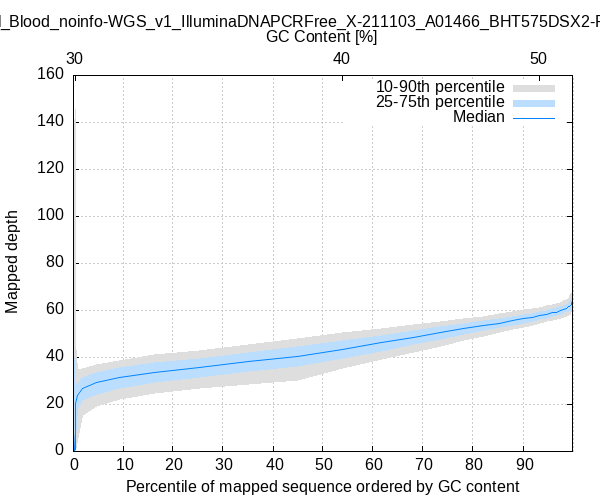 _Blood_noinfo-WGS_v1_IlluminaDNAPCRFree_X-211103_A01466_BHT575DSX2-
GC Content [%]
30 40 50
160
10-90th percentile
25-75th percentile
Median
140
120
100
80
60
40
20
0
Mapped depth
0 10 20 30 40 50 60 70 80 90
Percentile of mapped sequence ordered by GC content